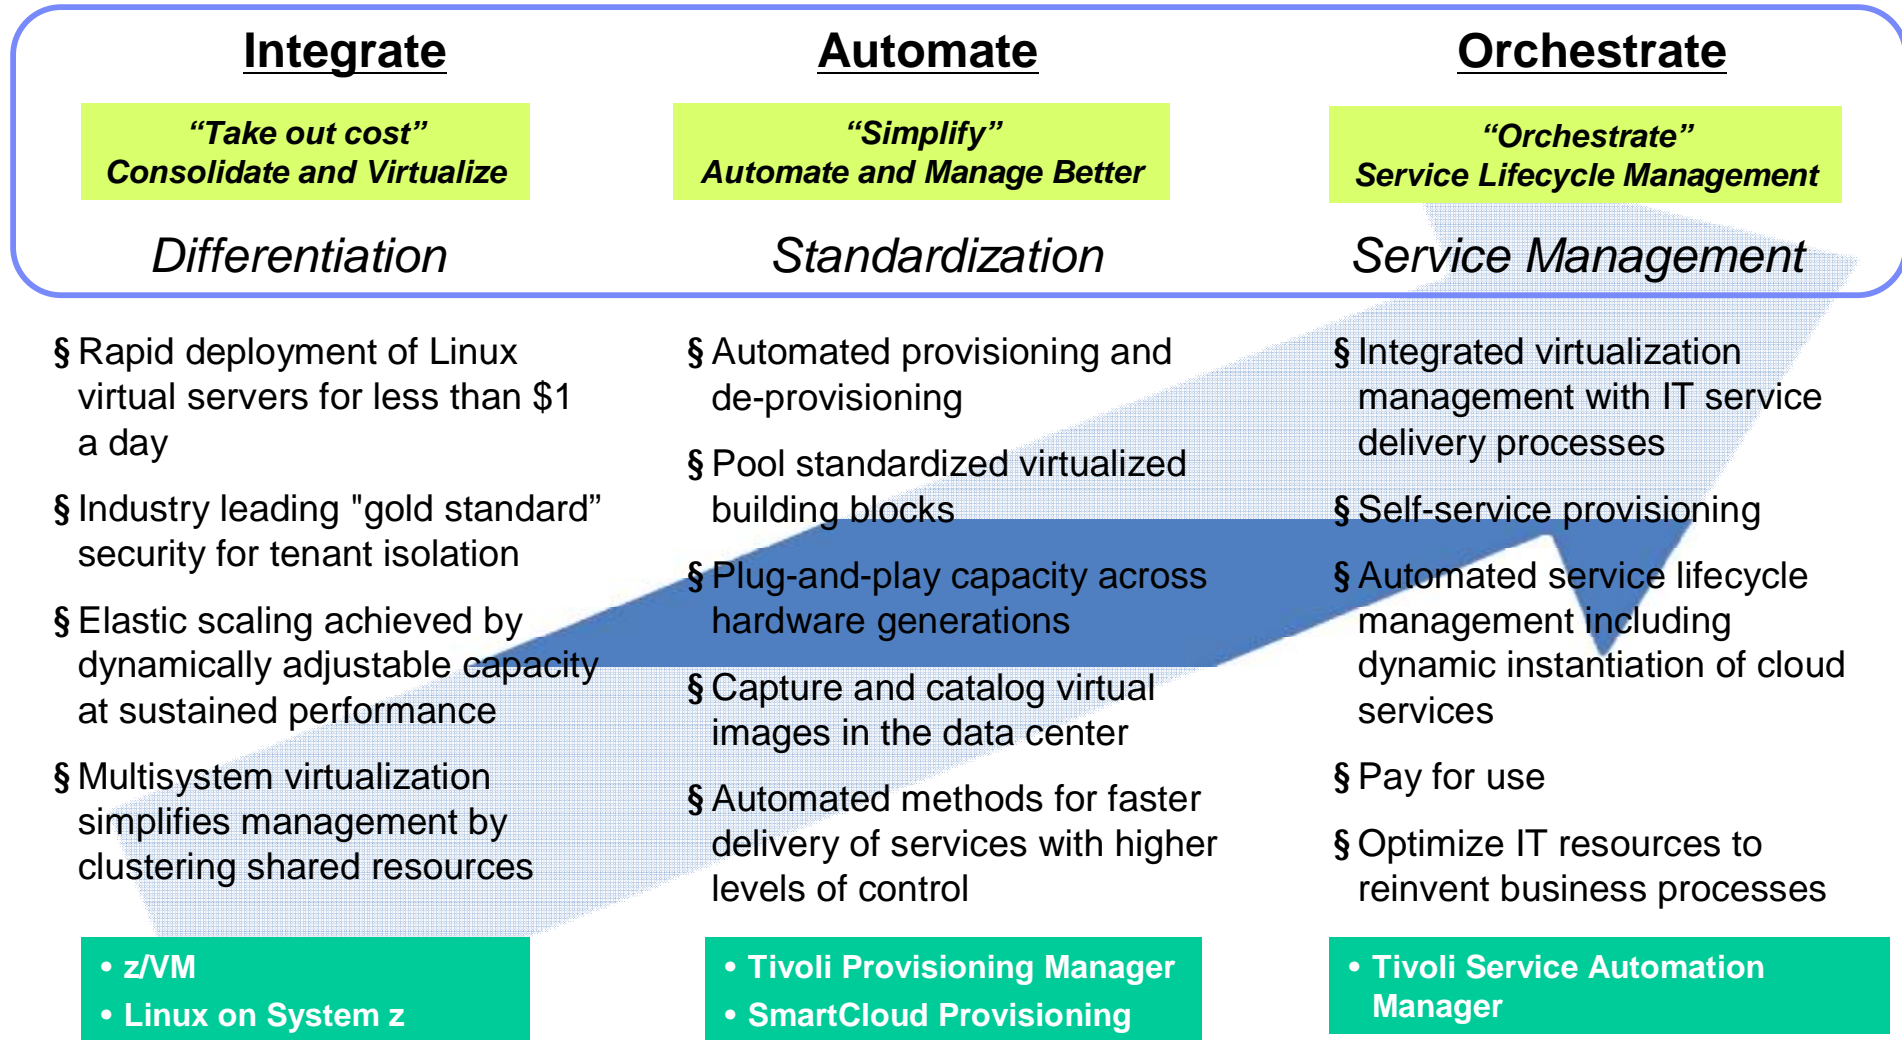 Integrate
“Take out cost”
Consolidate and Virtualize
Differentiation
§ Rapid deployment of Linux
virtual servers for less than $1
a day
§ Industry leading "gold standard”
security for tenant isolation
§ Elastic scaling achieved by
dynamically adjustable capacity
at sustained performance
§ Multisystem virtualization
simplifies management by
clustering shared resources
• z/VM
• Linux on System z
Automate
“Simplify”
Automate and Manage Better
Standardization
§ Automated provisioning and
de-provisioning
§ Pool standardized virtualized
building blocks
§ Plug-and-play capacity across
hardware generations
§ Capture and catalog virtual
images in the data center
§ Automated methods for faster
delivery of services with higher
levels of control
• Tivoli Provisioning Manager
• SmartCloud Provisioning
Orchestrate
“Orchestrate”
Service Lifecycle Management
Service Management
§ Integrated virtualization
management with IT service
delivery processes
§ Self-service provisioning
§ Automated service lifecycle
management including
dynamic instantiation of cloud
services
§ Pay for use
§ Optimize IT resources to
reinvent business processes
• Tivoli Service Automation
Manager